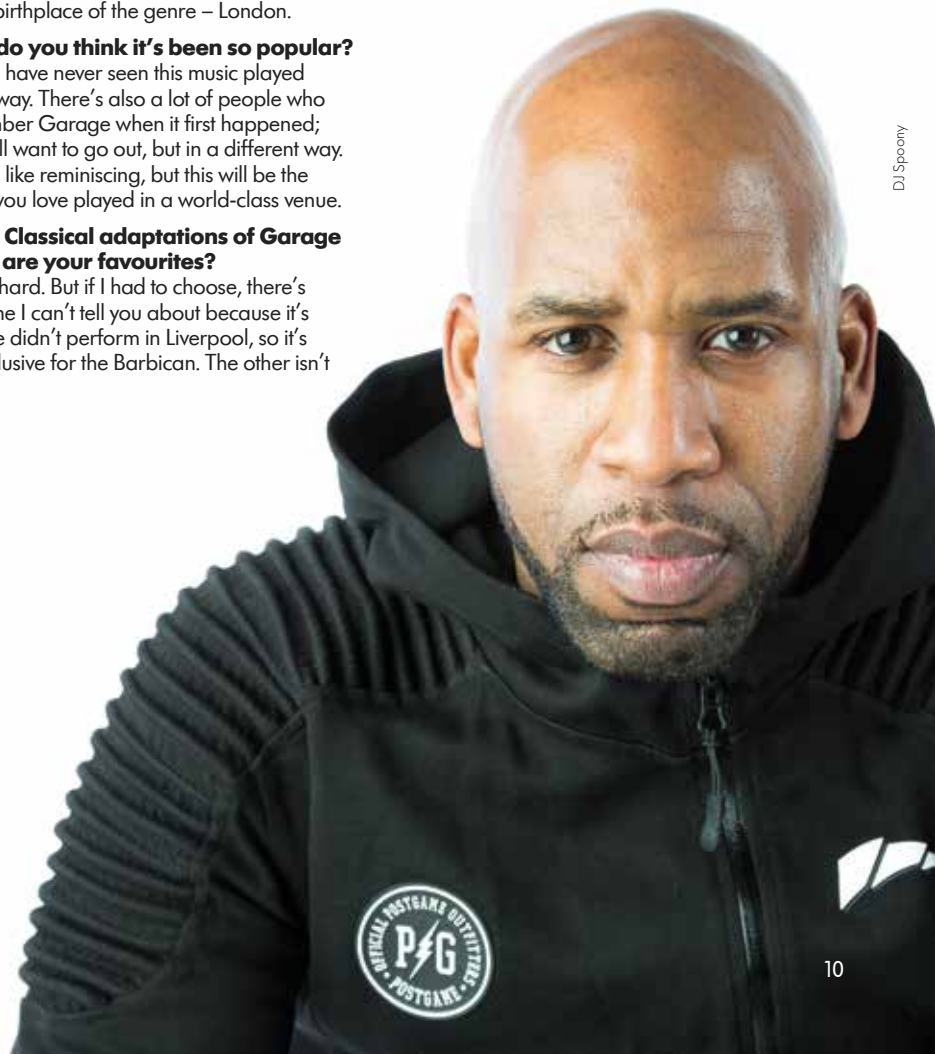 birthplace of the genre – London.
do you think it's been so popular?
have never seen this music played
way. There's also a lot of people who
ber Garage when it first happened;
ll want to go out, but in a different way.
like reminiscing, but this will be the
you love played in a world-class venue.
Classical adaptations of Garage
are your favourites?
hard. But if I had to choose, there's
ne I can't tell you about because it's
e didn't perform in Liverpool, so it's
lusive for the Barbican. The other isn't
DJ Spoony
OFFICIAL POSTGAME OUTFITTERS
PG
POSTGAME
10